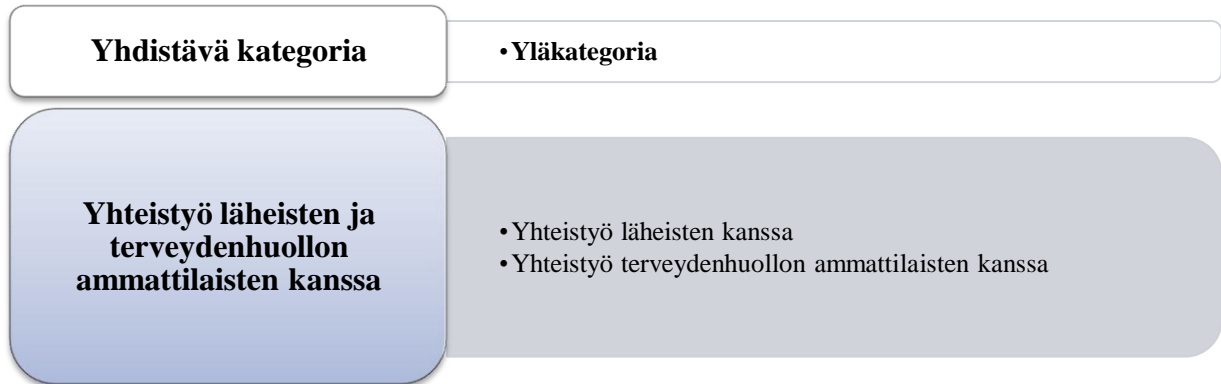 Yhdistävä kategoria
•Yläkategoria
Yhteistyö läheisten ja
terveydenhuollon
ammattilaisten kanssa
•Yhteistyö läheisten kanssa
•Yhteistyö terveydenhuollon ammattilaisten kanssa